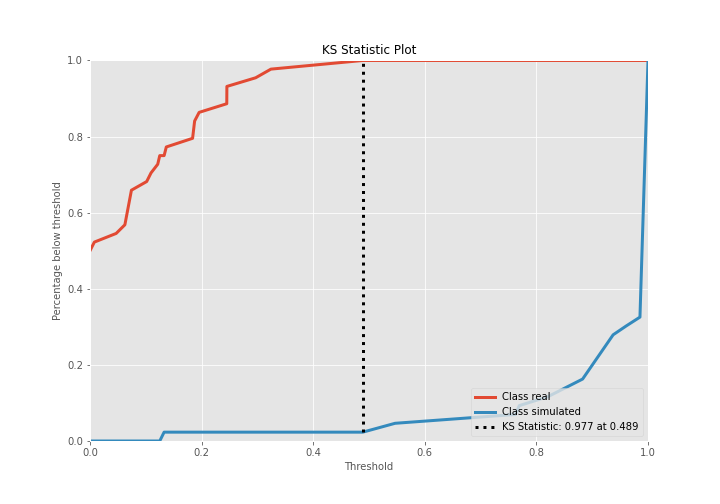 KS Statistic Plot
Percentage below threshold
1.0
0.8
0.6
0.4
0.2
0.0
0.0 0.2 0.4 0.6 0.8 1.0
Threshold
Class real
Class simulated
KS Statistic: 0.977 at 0.489